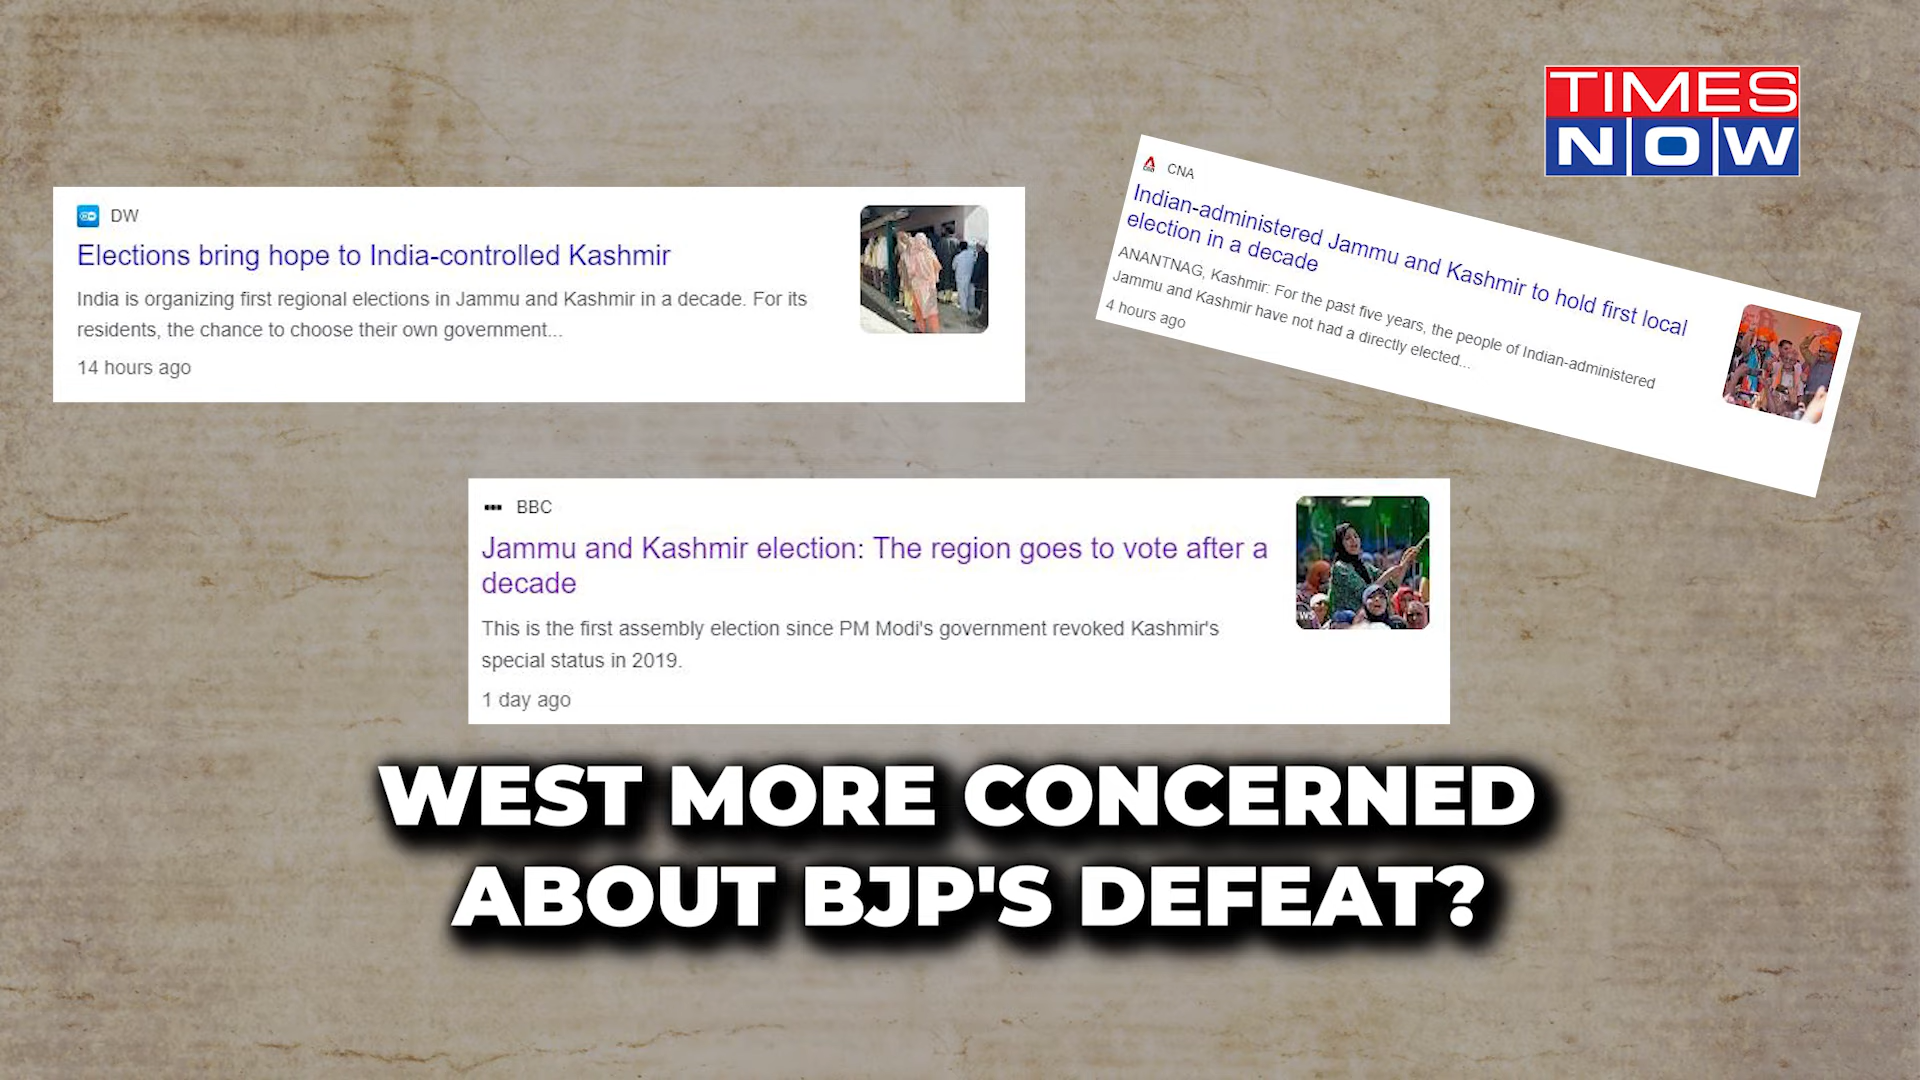 TIMES
NOW
DW
Elections bring hope to India-controlled Kashmir
India is organizing first regional elections in Jammu and Kashmir in a decade. For its
residents, the chance to choose their own government...
14 hours ago
CNA
Indian-administered Jammu and Kashmir to hold first local
election in a decade
ANANTNAG, Kashmir: For the past five years, the people of Indian-administered
Jammu and Kashmir have not had a directly elected...
4 hours ago
BBC
Jammu and Kashmir election: The region goes to vote after a
decade
This is the first assembly election since PM Modi's government revoked Kashmir's
special status in 2019.
1 day ago
WEST MORE CONCERNED
ABOUT BJP'S DEFEAT?